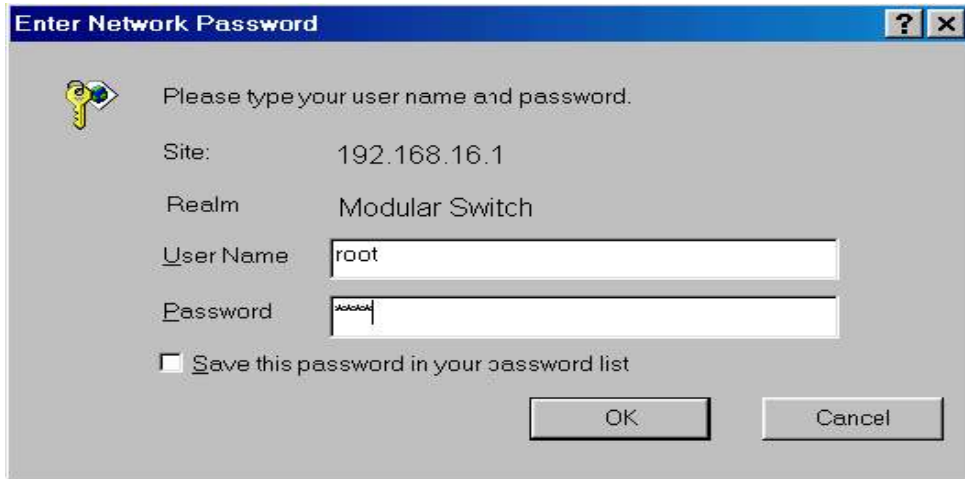 Enter Network Password
Please type your user name and password.
Site: 192.168.16.1
Realm Modular Switch
User Name root
Password ****
Save this password in your password list
OK Cancel